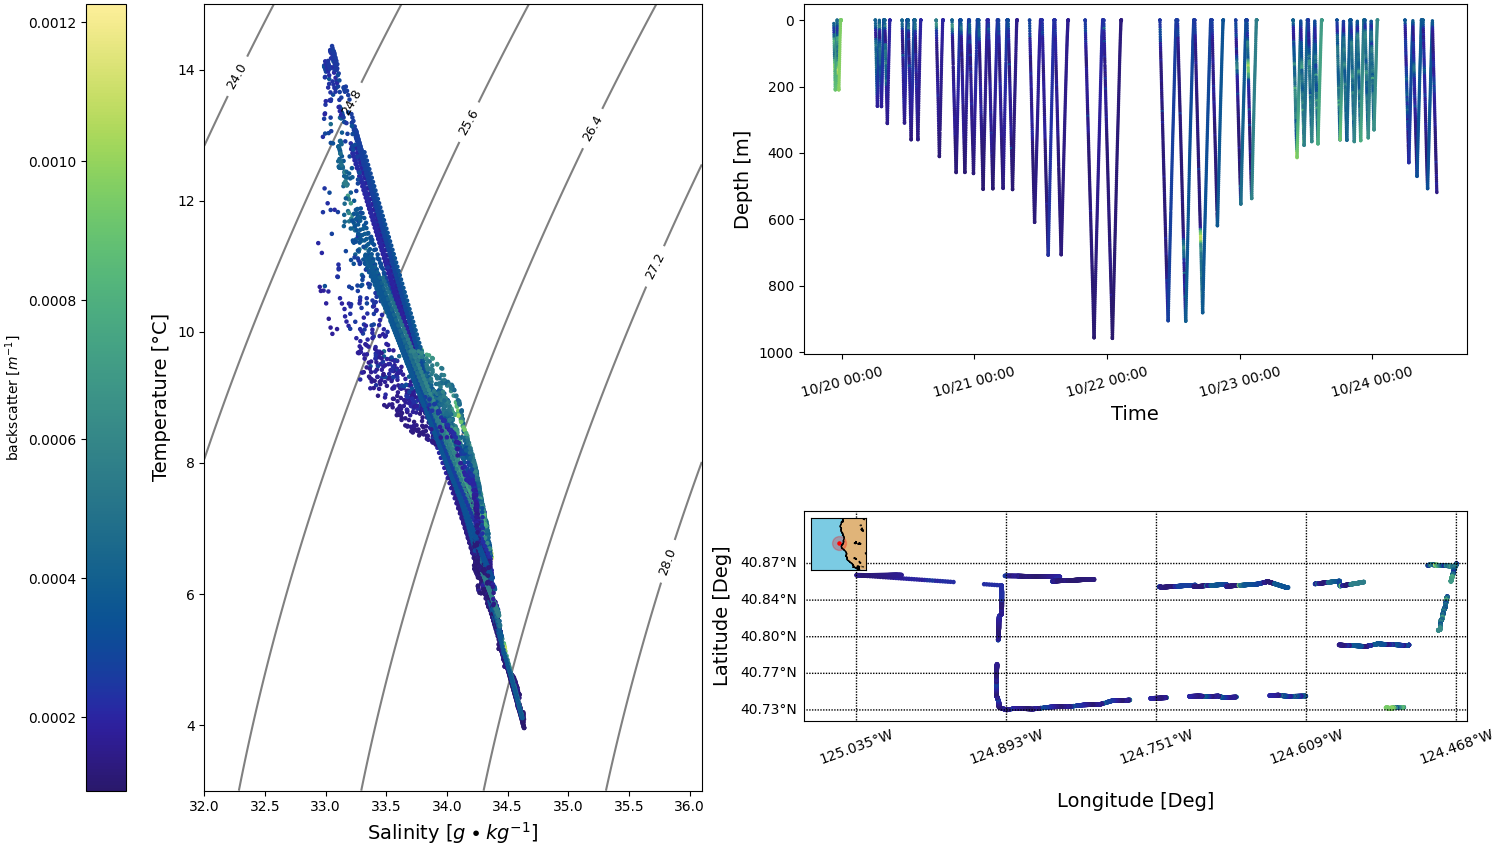 0.0012
0.0010
0.0008
0.0006
0.0004
0.0002
backscatter [m⁻¹]
Temperature [°C]
14
12
10
8
6
4
24.0
24.8
25.6
26.4
27.2
28.0
32.0 32.5 33.0 33.5 34.0 34.5 35.0 35.5 36.0
Salinity [g • kg⁻¹]
Depth [m]
0
200
400
600
800
1000
10/20 00:00 10/21 00:00 10/22 00:00 10/23 00:00 10/24 00:00
Time
Latitude [Deg]
40.87°N
40.84°N
40.80°N
40.77°N
40.73°N
125.035°W 124.893°W 124.751°W 124.609°W 124.468°W
Longitude [Deg]